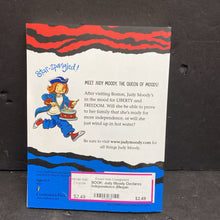 Star-Spangled!
MEET JUDY MOODY, THE QUEEN OF MOODS!
After visiting Boston, Judy Moody's
in the mood for LIBERTY and
FREEDOM. Will she be able to prove
to her family that she's ready for
more independence, or will she
just wind up in hot water?
Be sure to visit www.judymoody.com
for all things Judy Moody.
BOOK: Judy Moody Declares
Independence (Megan
$2.49
$2.49